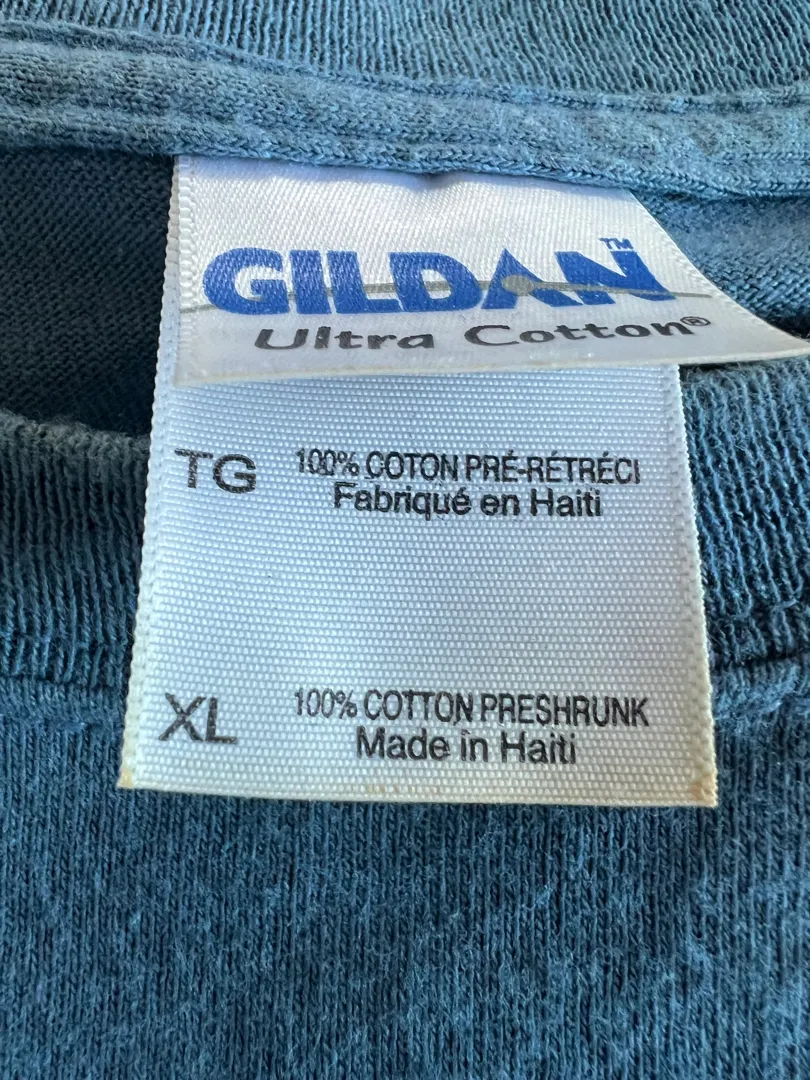 GILDAN™
Ultra Cotton®
TG 100% COTON PRÉ-RÉTRÉCI
Fabriqué en Haiti
XL 100% COTTON PRESHRUNK
Made in Haiti